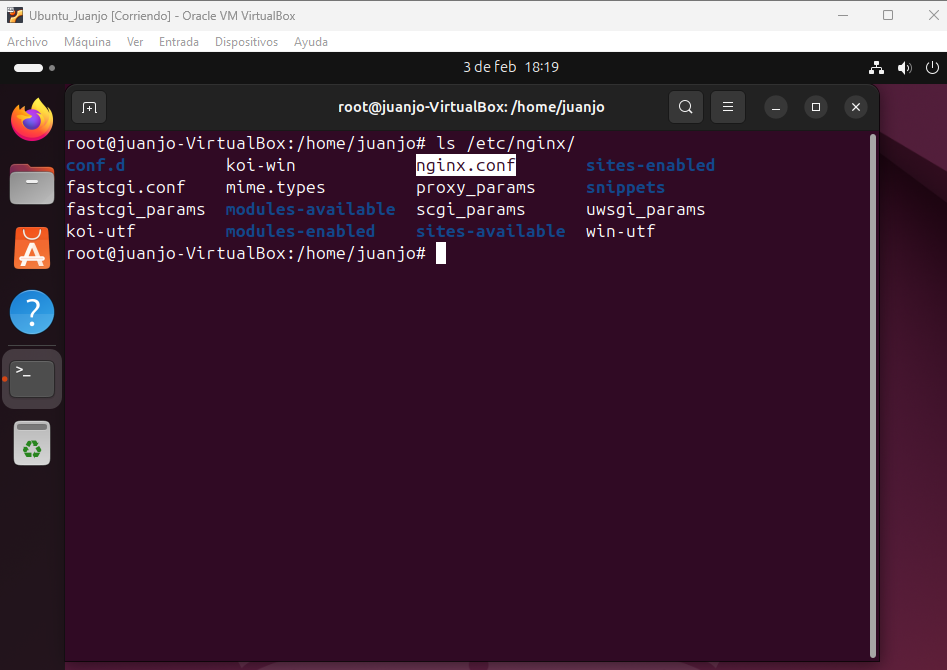 Ubuntu_Juanjo [Corriendo] - Oracle VM VirtualBox
Archivo Máquina Ver Entrada Dispositivos Ayuda
3 de feb 18:19
root@juanjo-VirtualBox: /home/juanjo
root@juanjo-VirtualBox:/home/juanjo# ls /etc/nginx/
conf.d koi-win nginx.conf sites-enabled
fastcgi.conf mime.types proxy_params snippets
fastcgi_params modules-available scgi_params uwsgi_params
koi-utf modules-enabled sites-available win-utf
root@juanjo-VirtualBox:/home/juanjo#